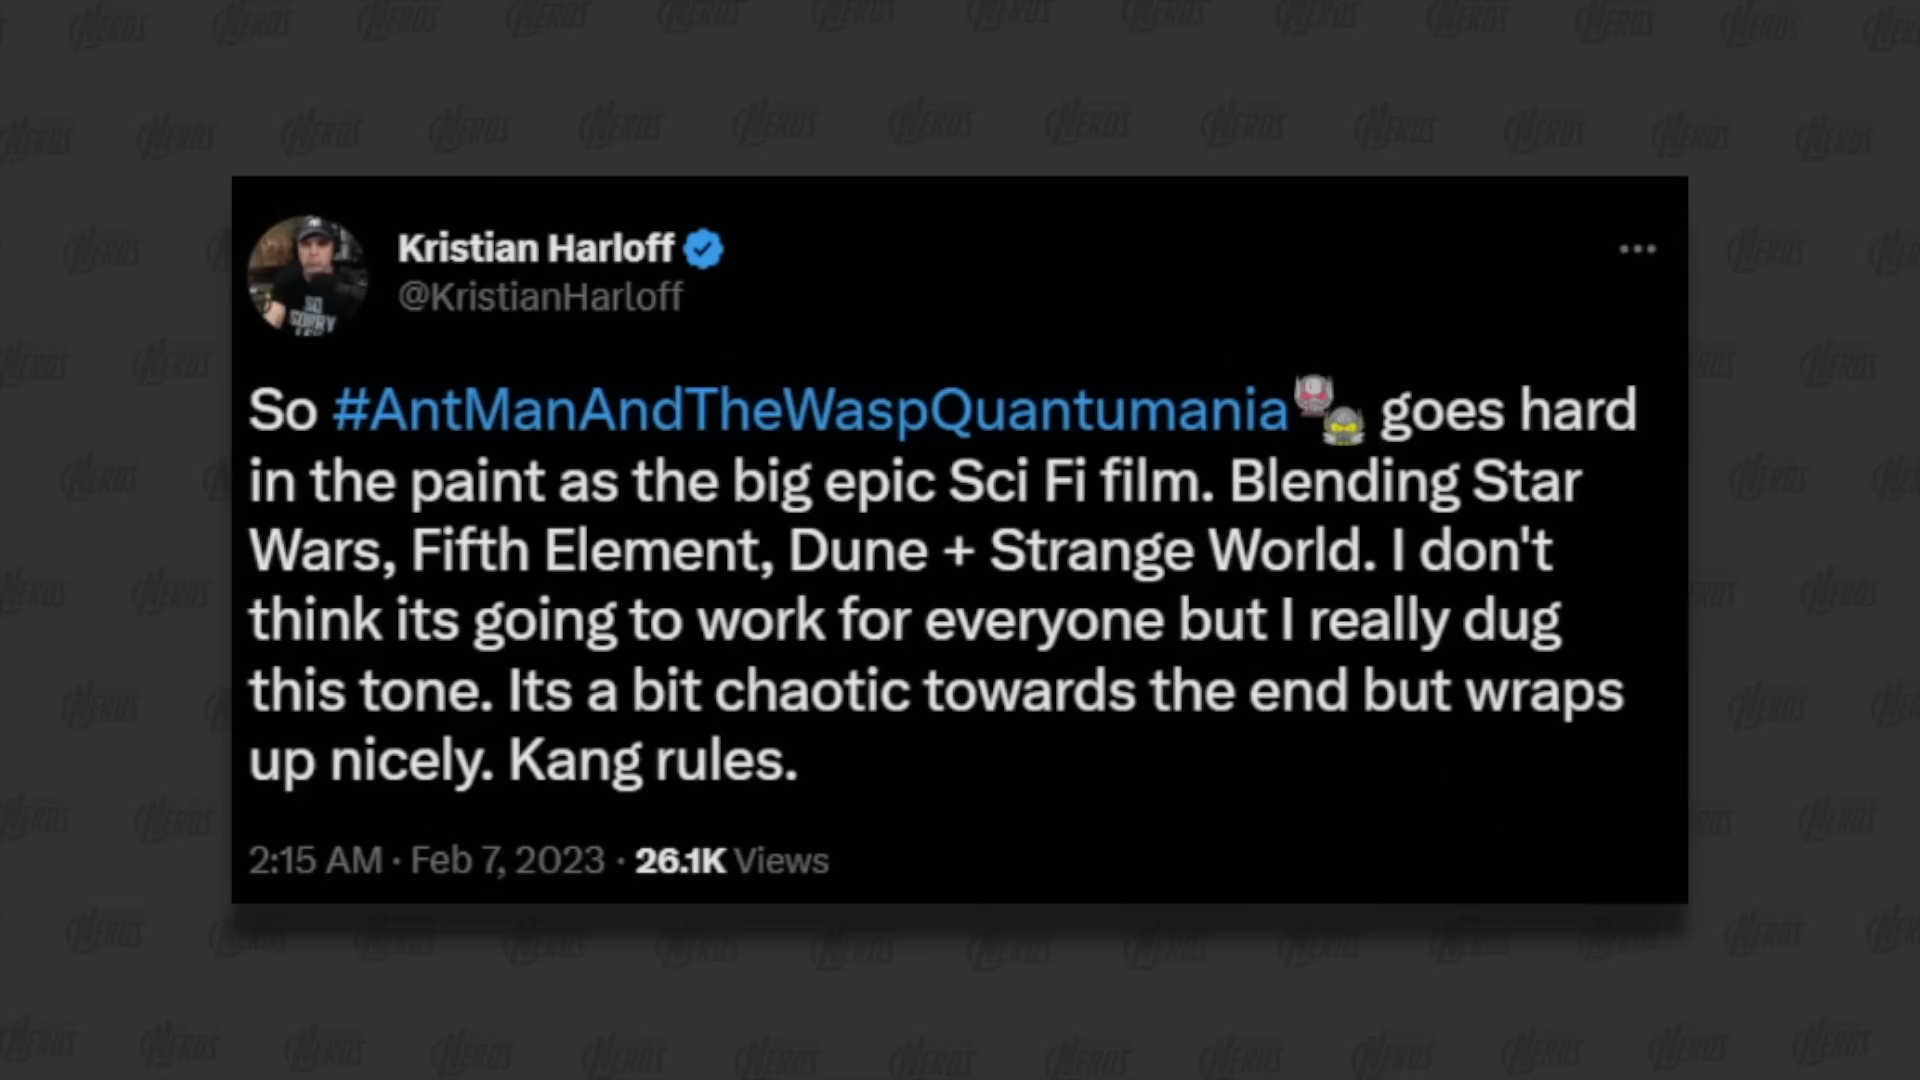 Kristian Harloff
@KristianHarloff
So #AntManAndTheWaspQuantumania goes hard
in the paint as the big epic Sci Fi film. Blending Star
Wars, Fifth Element, Dune + Strange World. I don't
think its going to work for everyone but I really dug
this tone. Its a bit chaotic towards the end but wraps
up nicely. Kang rules.
2:15 AM · Feb 7, 2023 · 26.1K Views